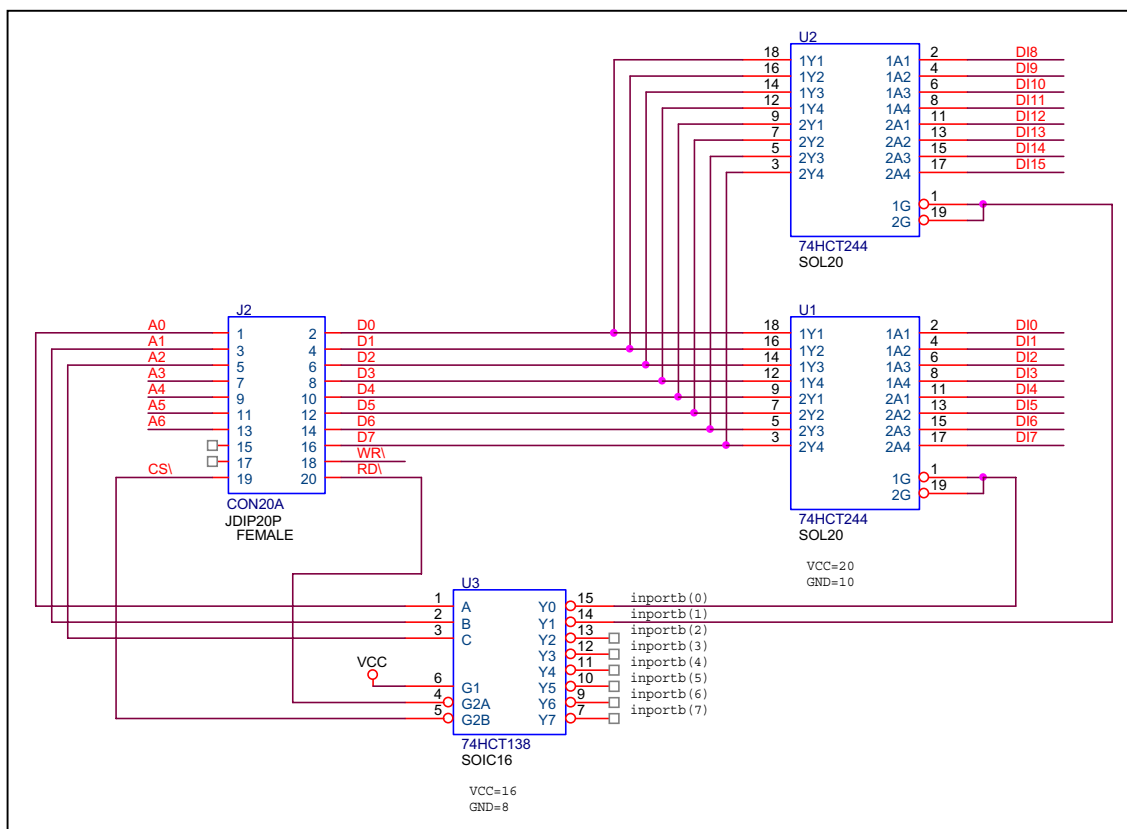 U2
18 1Y1 1A1 2 DI8
16 1Y2 1A2 4 DI9
14 1Y3 1A3 6 DI10
12 1Y4 1A4 8 DI11
9 2Y1 2A1 11 DI12
7 2Y2 2A2 13 DI13
5 2Y3 2A3 15 DI14
3 2Y4 2A4 17 DI15
1G 1
2G 19
74HCT244
SOL20
J2
A0 1 2 D0
A1 3 4 D1
A2 5 6 D2
A3 7 8 D3
A4 9 10 D4
A5 11 12 D5
A6 13 14 D6
15 16 D7
17 18 WR\
CS\ 19 20 RD\
CON20A
JDIP20P
FEMALE
U1
18 1Y1 1A1 2 DI0
16 1Y2 1A2 4 DI1
14 1Y3 1A3 6 DI2
12 1Y4 1A4 8 DI3
9 2Y1 2A1 11 DI4
7 2Y2 2A2 13 DI5
5 2Y3 2A3 15 DI6
3 2Y4 2A4 17 DI7
1G 1
2G 19
74HCT244
SOL20
VCC=20
GND=10
U3
1 A Y0 15 inportb(0)
2 B Y1 14 inportb(1)
3 C Y2 13 inportb(2)
Y3 12 inportb(3)
Y4 11 inportb(4)
VCC
6 G1 Y5 10 inportb(5)
4 G2A Y6 9 inportb(6)
5 G2B Y7 7 inportb(7)
74HCT138
SOIC16
VCC=16
GND=8